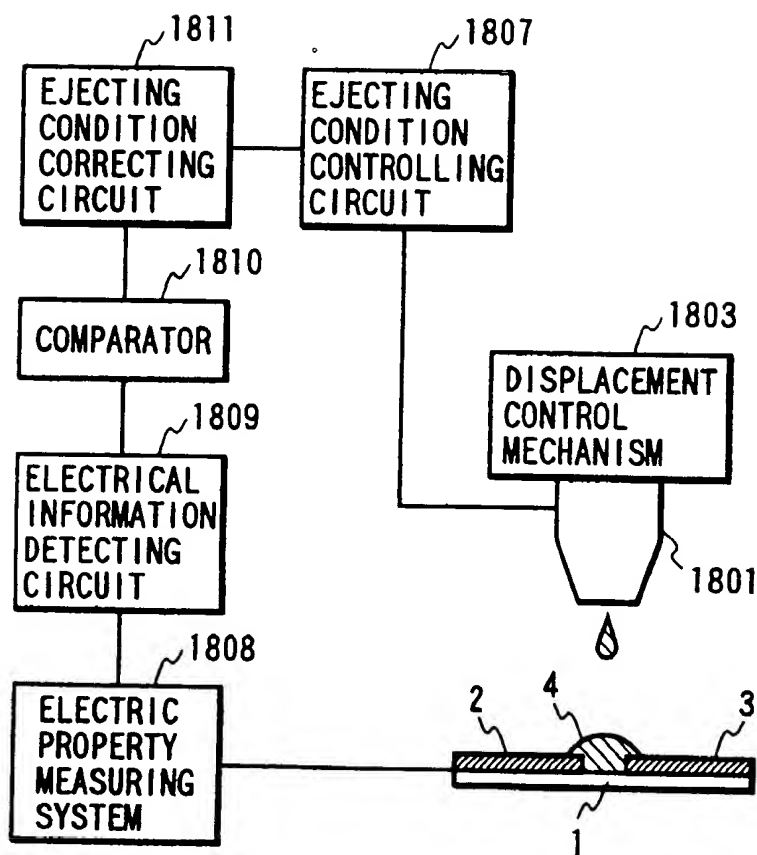 1811
EJECTING
CONDITION
CORRECTING
CIRCUIT
1807
EJECTING
CONDITION
CONTROLLING
CIRCUIT
1810
COMPARATOR
1803
DISPLACEMENT
CONTROL
MECHANISM
1809
ELECTRICAL
INFORMATION
DETECTING
CIRCUIT
1801
1808
ELECTRIC
PROPERTY
MEASURING
SYSTEM
2
4
3
1